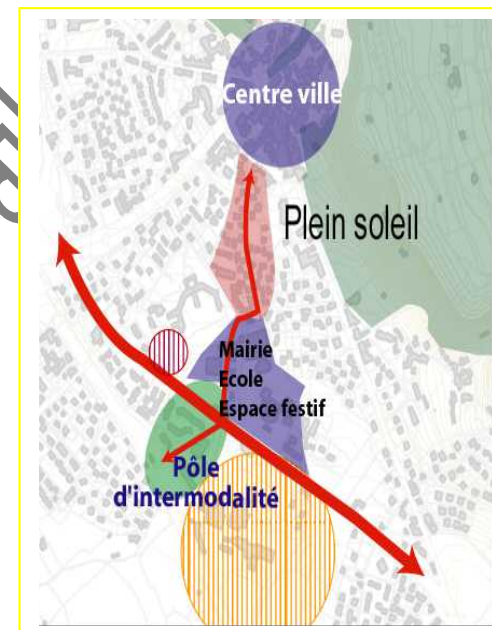 Centre ville
Plein soleil
Mairie
Ecole
Espace festif
Pôle
d'intermodalité